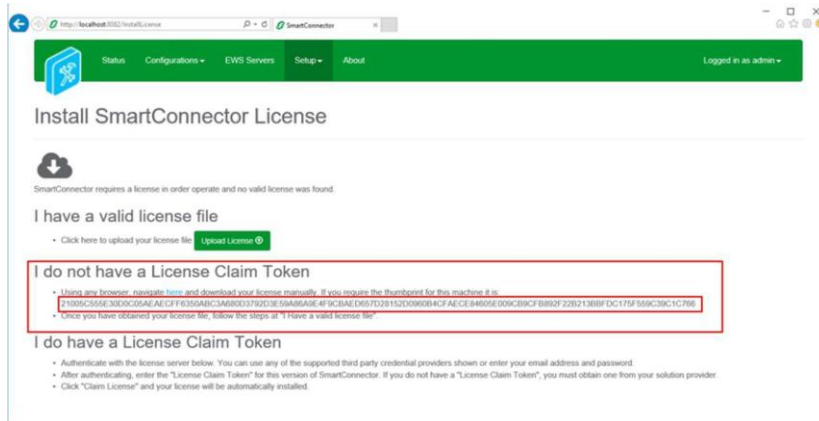 http://localhost:8082/InstallLicense
SmartConnector
Status Configurations EWS Servers Setup About Logged in as admin
Install SmartConnector License
SmartConnector requires a license in order operate and no valid license was found.
I have a valid license file
Click here to upload your license file Upload License
I do not have a License Claim Token
Using any browser, navigate here and download your license manually. If you require the thumbprint for this machine it is:
Once you have obtained your license file, follow the steps at "I Have a valid license file".
I do have a License Claim Token
Authenticate with the license server below. You can use any of the supported third party credential providers shown or enter your email address and password.
After authenticating, enter the "License Claim Token" for this version of SmartConnector. If you do not have a "License Claim Token", you must obtain one from your solution provider.
Click "Claim License" and your license will be automatically installed.